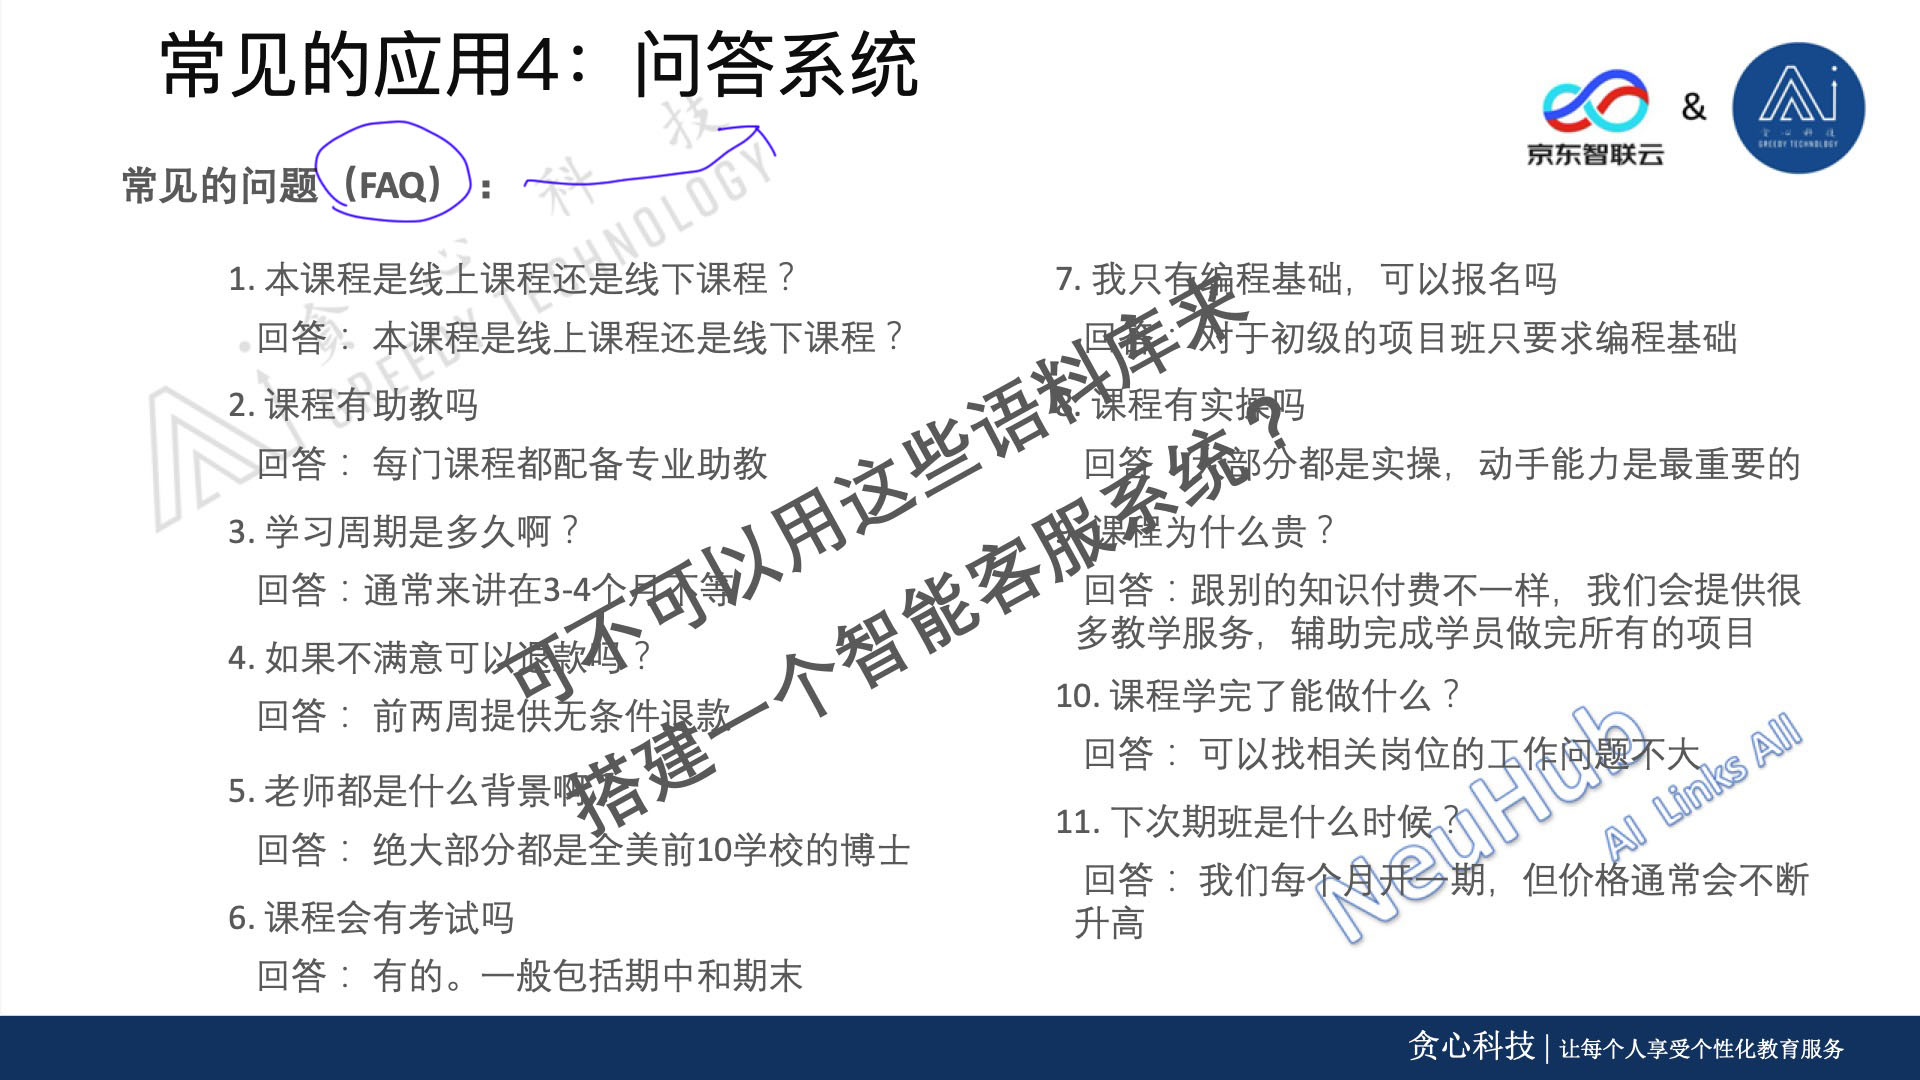 常见的应用4：问答系统
京东智联云
&
Ai
贪心科技
GREEDY TECHNOLOGY
常见的问题（FAQ）：
1. 本课程是线上课程还是线下课程？
回答： 本课程是线上课程还是线下课程？
2. 课程有助教吗
回答： 每门课程都配备专业助教
3. 学习周期是多久啊？
回答：通常来讲在3-4个月不等
4. 如果不满意可以退款吗？
回答： 前两周提供无条件退款
5. 老师都是什么背景啊
回答： 绝大部分都是全美前10学校的博士
6. 课程会有考试吗
回答： 有的。一般包括期中和期末
7. 我只有编程基础，可以报名吗
回答：对于初级的项目班只要求编程基础
8. 课程有实操吗
回答：大部分都是实操，动手能力是最重要的
9. 课程为什么贵？
回答：跟别的知识付费不一样，我们会提供很
多教学服务，辅助完成学员做完所有的项目
10. 课程学完了能做什么？
回答： 可以找相关岗位的工作问题不大
11. 下次期班是什么时候？
回答： 我们每个月开一期，但价格通常会不断
升高
可不可以用这些语料库来
搭建一个智能客服系统？
Ai
贪心科技
GREEDY TECHNOLOGY
NeuHub
AI Links All
贪心科技 | 让每个人享受个性化教育服务